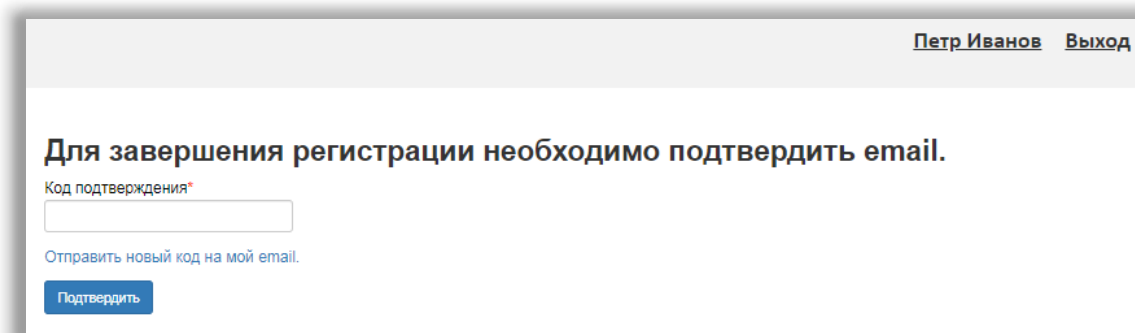 Петр Иванов Выход
Для завершения регистрации необходимо подтвердить email.
Код подтверждения*
Отправить новый код на мой email.
Подтвердить